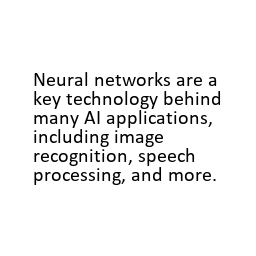 Neural networks are a
key technology behind
many AI applications,
including image
recognition, speech
processing, and more.